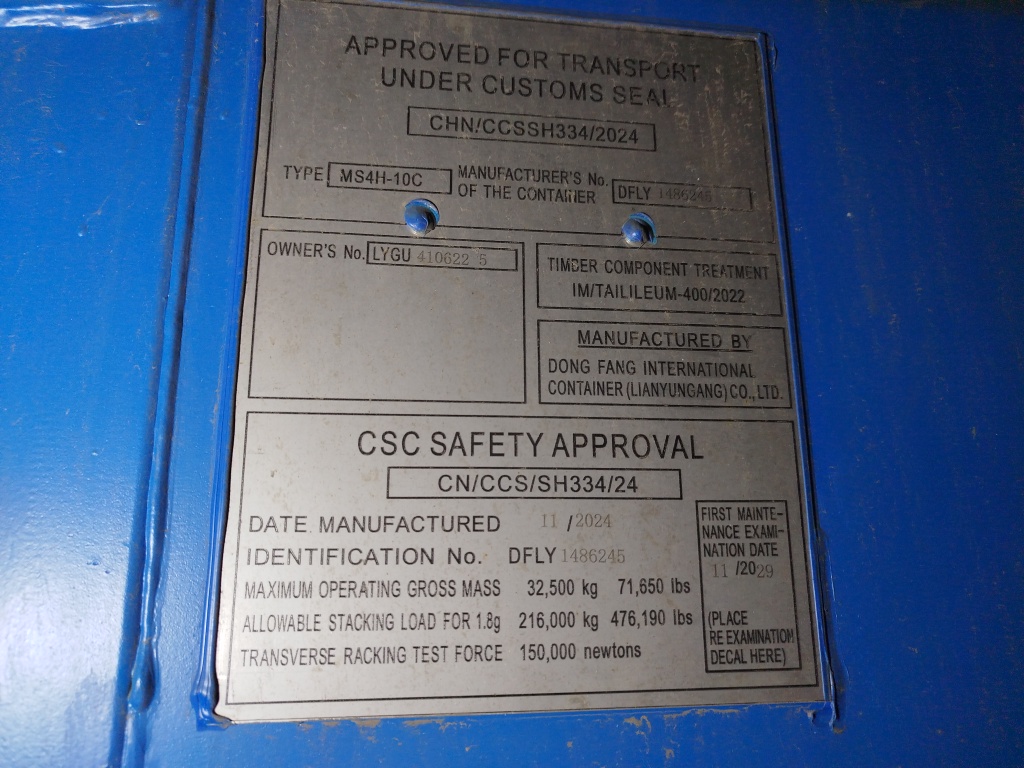 APPROVED FOR TRANSPORT
UNDER CUSTOMS SEAL
CHN/CCSSH334/2024
TYPE MS4H-10C
MANUFACTURER'S No.
OF THE CONTAINER DFLY 1486245
OWNER'S No. LYGU 410622 5
TIMBER COMPONENT TREATMENT
IM/TAILILEUM-400/2022
MANUFACTURED BY
DONG FANG INTERNATIONAL
CONTAINER (LIANYUNGANG) CO., LTD.
CSC SAFETY APPROVAL
CN/CCS/SH334/24
DATE MANUFACTURED 11 / 2024
IDENTIFICATION No. DFLY 1486245
MAXIMUM OPERATING GROSS MASS 32,500 kg 71,650 lbs
ALLOWABLE STACKING LOAD FOR 1.8g 216,000 kg 476,190 lbs
TRANSVERSE RACKING TEST FORCE 150,000 newtons
FIRST MAINTE-
NANCE EXAMI-
NATION DATE
11 /2029
(PLACE
REEXAMINATION
DECAL HERE)